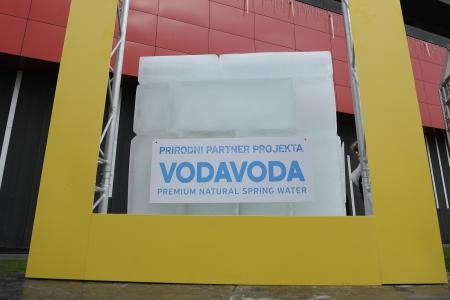 PRIRODNI PARTNER PROJEKTA
VODAVODA
PREMIUM NATURAL SPRING WATER